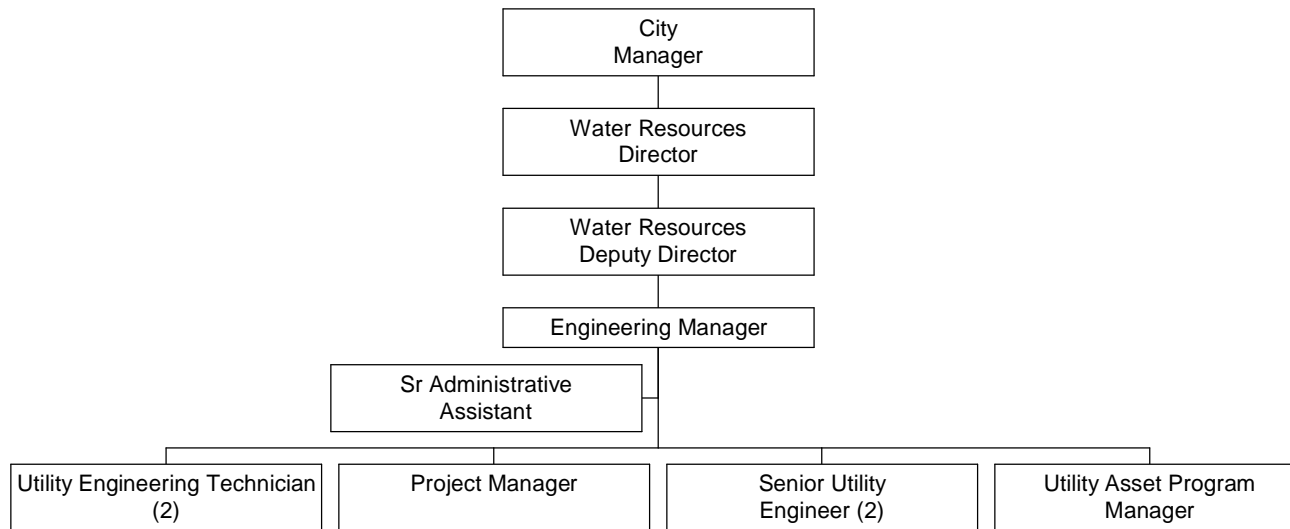 City
Manager
Water Resources
Director
Water Resources
Deputy Director
Engineering Manager
Sr Administrative
Assistant
Utility Engineering Technician
(2)
Project Manager
Senior Utility
Engineer (2)
Utility Asset Program
Manager